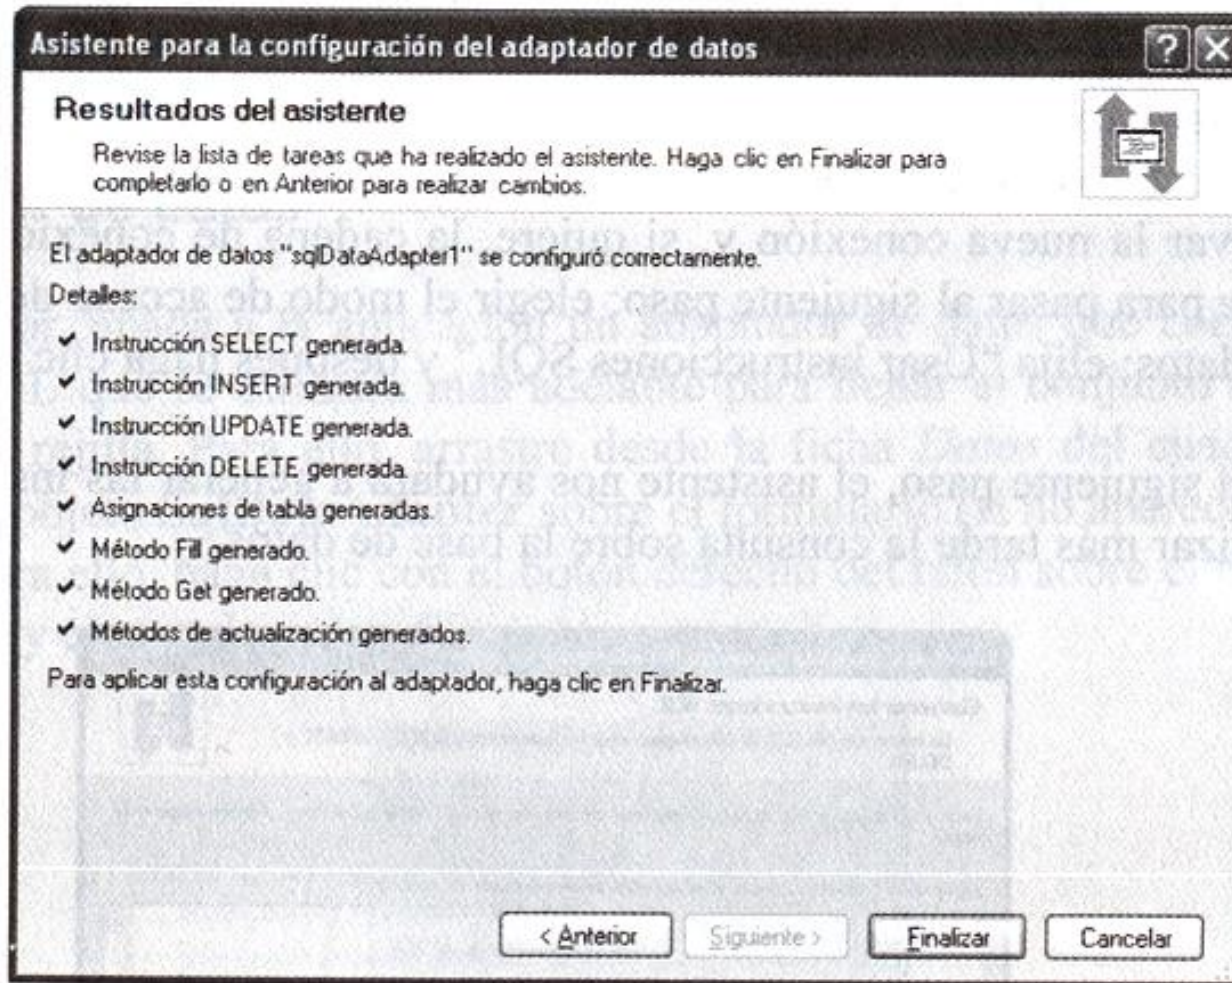 Asistente para la configuración del adaptador de datos
Resultados del asistente
Revise la lista de tareas que ha realizado el asistente. Haga clic en Finalizar para
completarlo o en Anterior para realizar cambios.
El adaptador de datos "sqlDataAdapter1" se configuró correctamente.
Detalles:
Instrucción SELECT generada.
Instrucción INSERT generada.
Instrucción UPDATE generada.
Instrucción DELETE generada.
Asignaciones de tabla generadas.
Método Fill generado.
Método Get generado.
Métodos de actualización generados.
Para aplicar esta configuración al adaptador, haga clic en Finalizar.
< Anterior
Siguiente >
Finalizar
Cancelar